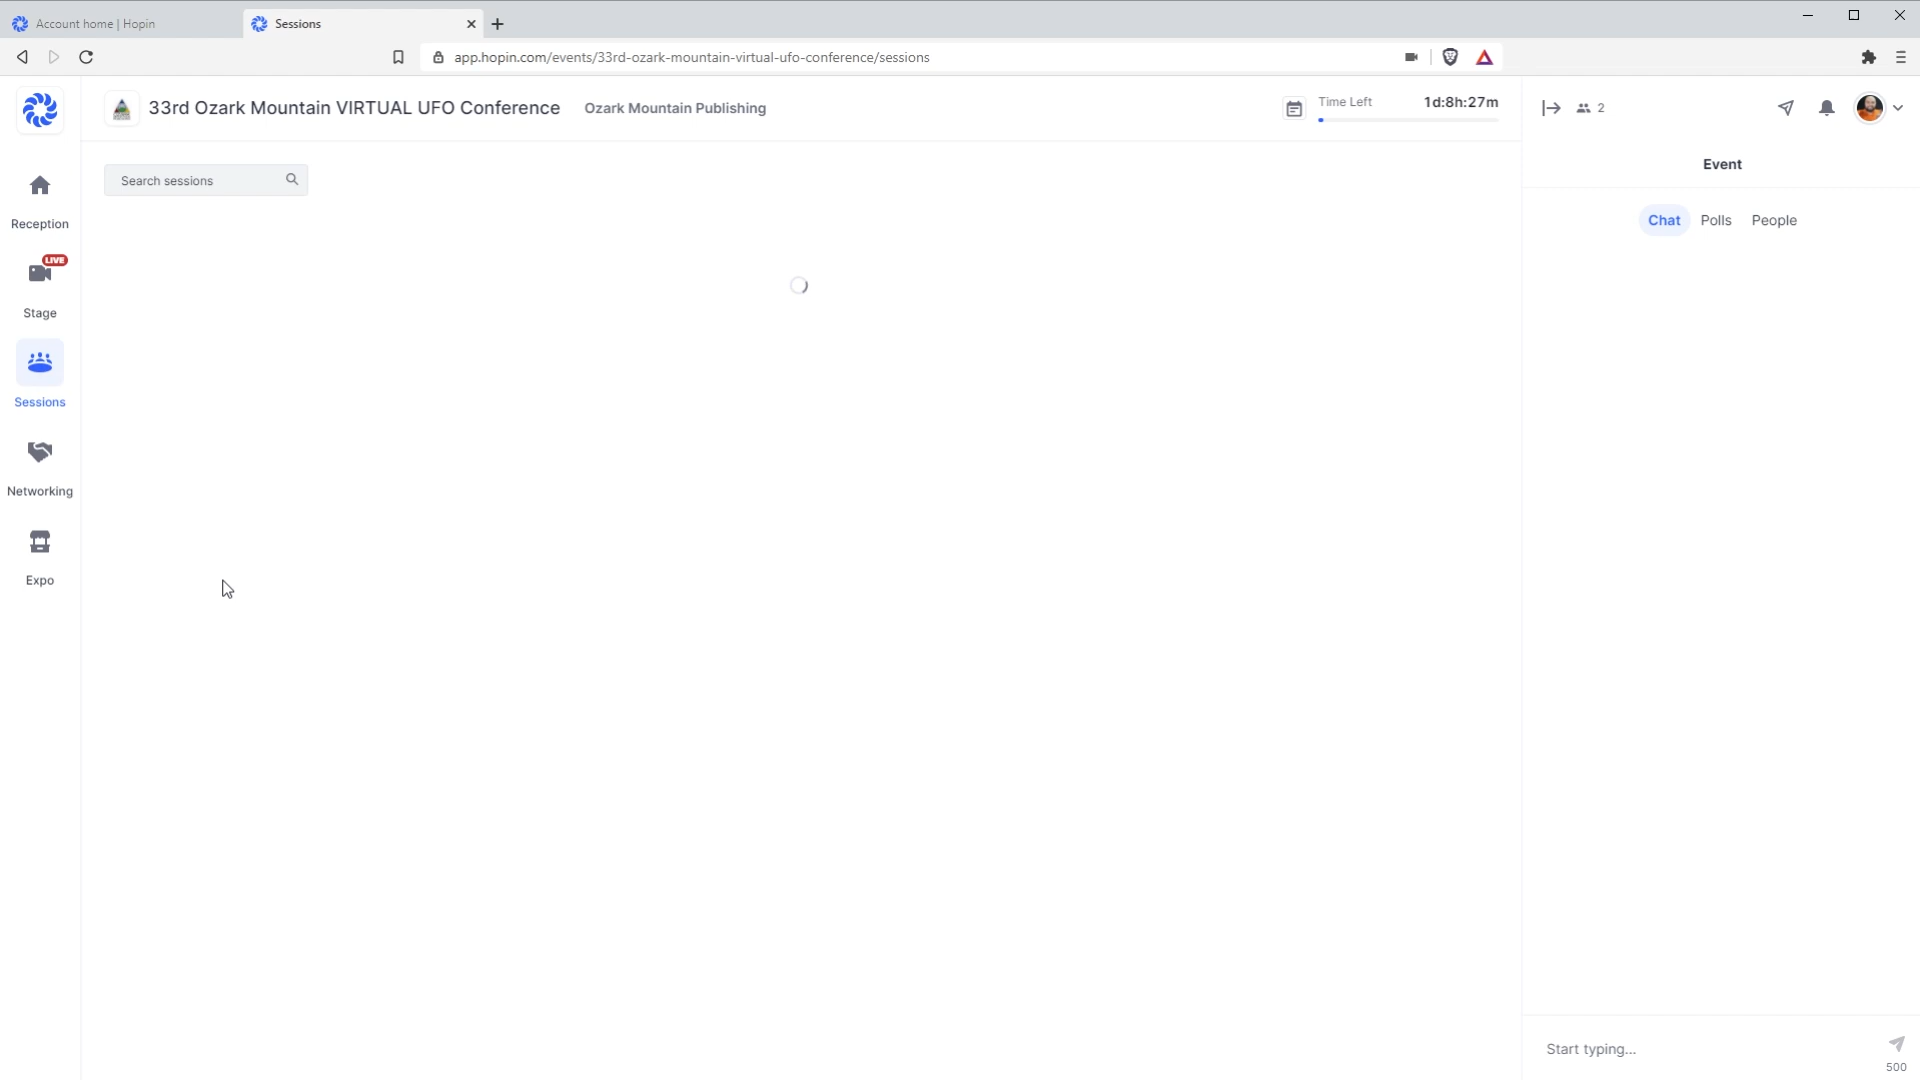 Account home | Hopin
Sessions
app.hopin.com/events/33rd-ozark-mountain-virtual-ufo-conference/sessions
33rd Ozark Mountain VIRTUAL UFO Conference
Ozark Mountain Publishing
Time Left
1d:8h:27m
2
Event
Chat
Polls
People
Search sessions
Reception
LIVE
Stage
Sessions
Networking
Expo
Start typing...
500